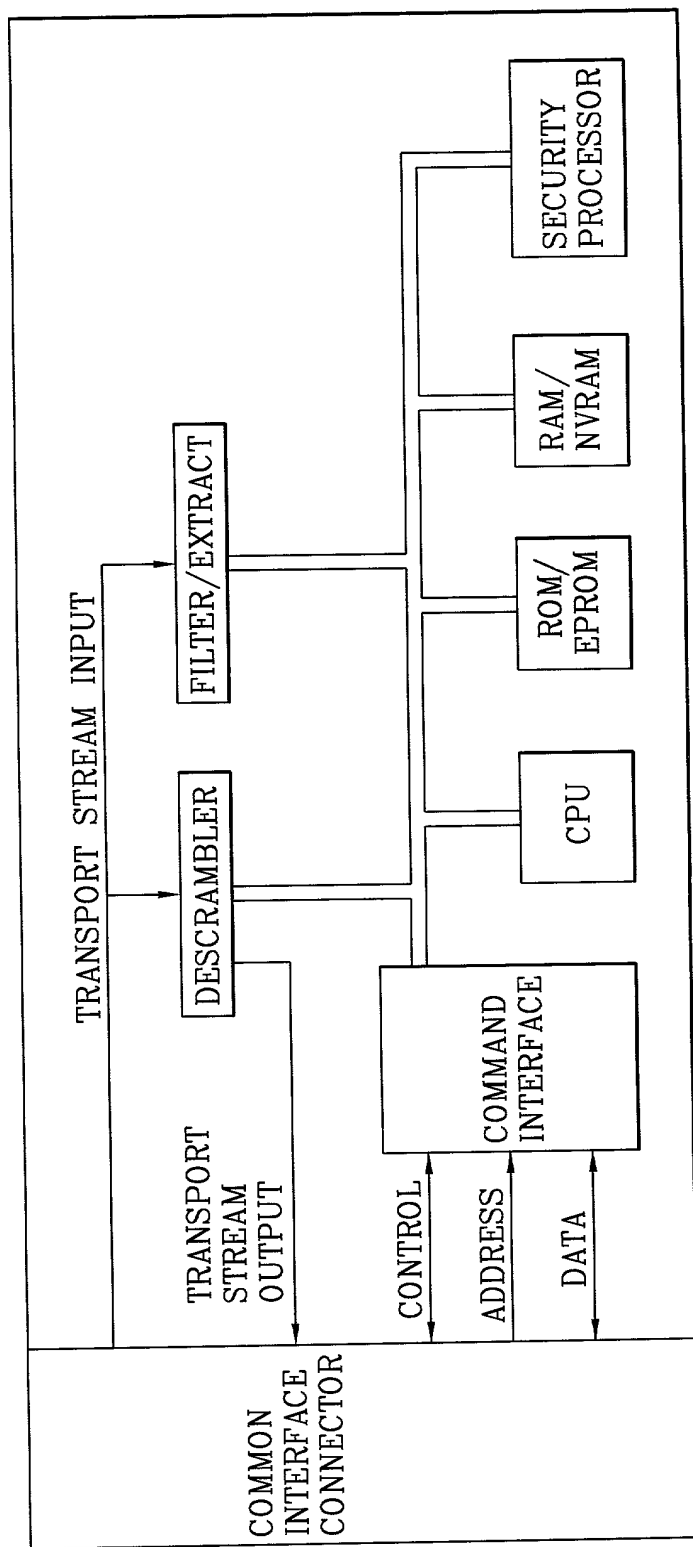 TRANSPORT STREAM INPUT
DESCRAMBLER
FILTER/EXTRACT
TRANSPORT
STREAM
OUTPUT
COMMON
INTERFACE
CONNECTOR
CONTROL
ADDRESS
DATA
COMMAND
INTERFACE
CPU
ROM/
EPROM
RAM/
NVRAM
SECURITY
PROCESSOR